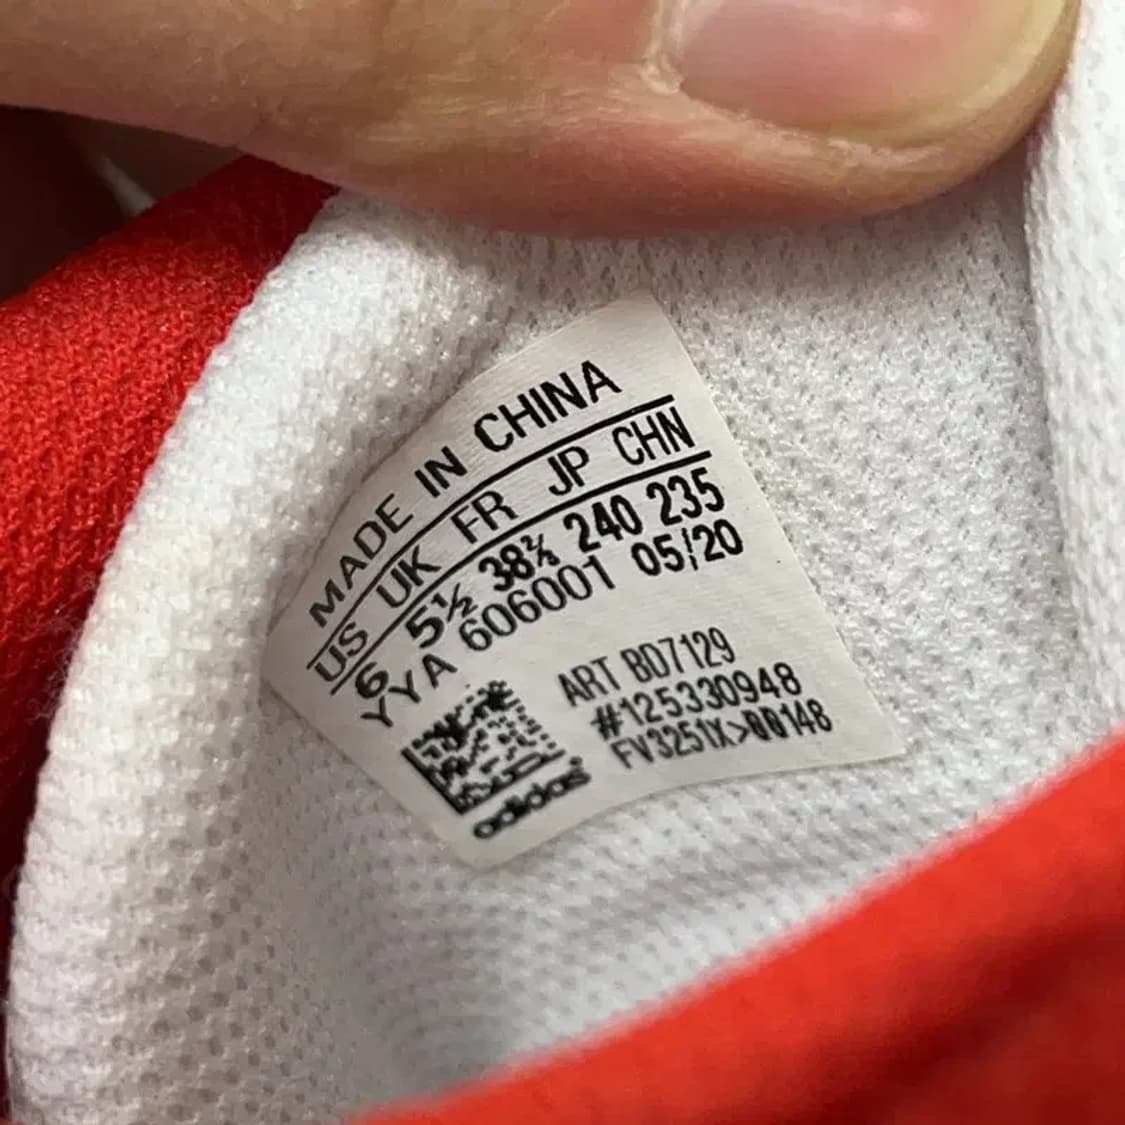 MADE IN CHINA
US UK FR JP CHN
6 5½ 38⅔ 240 235
YYA 606001 05/20
ART BD7129
#125330948
FV3251X>00148
adidas